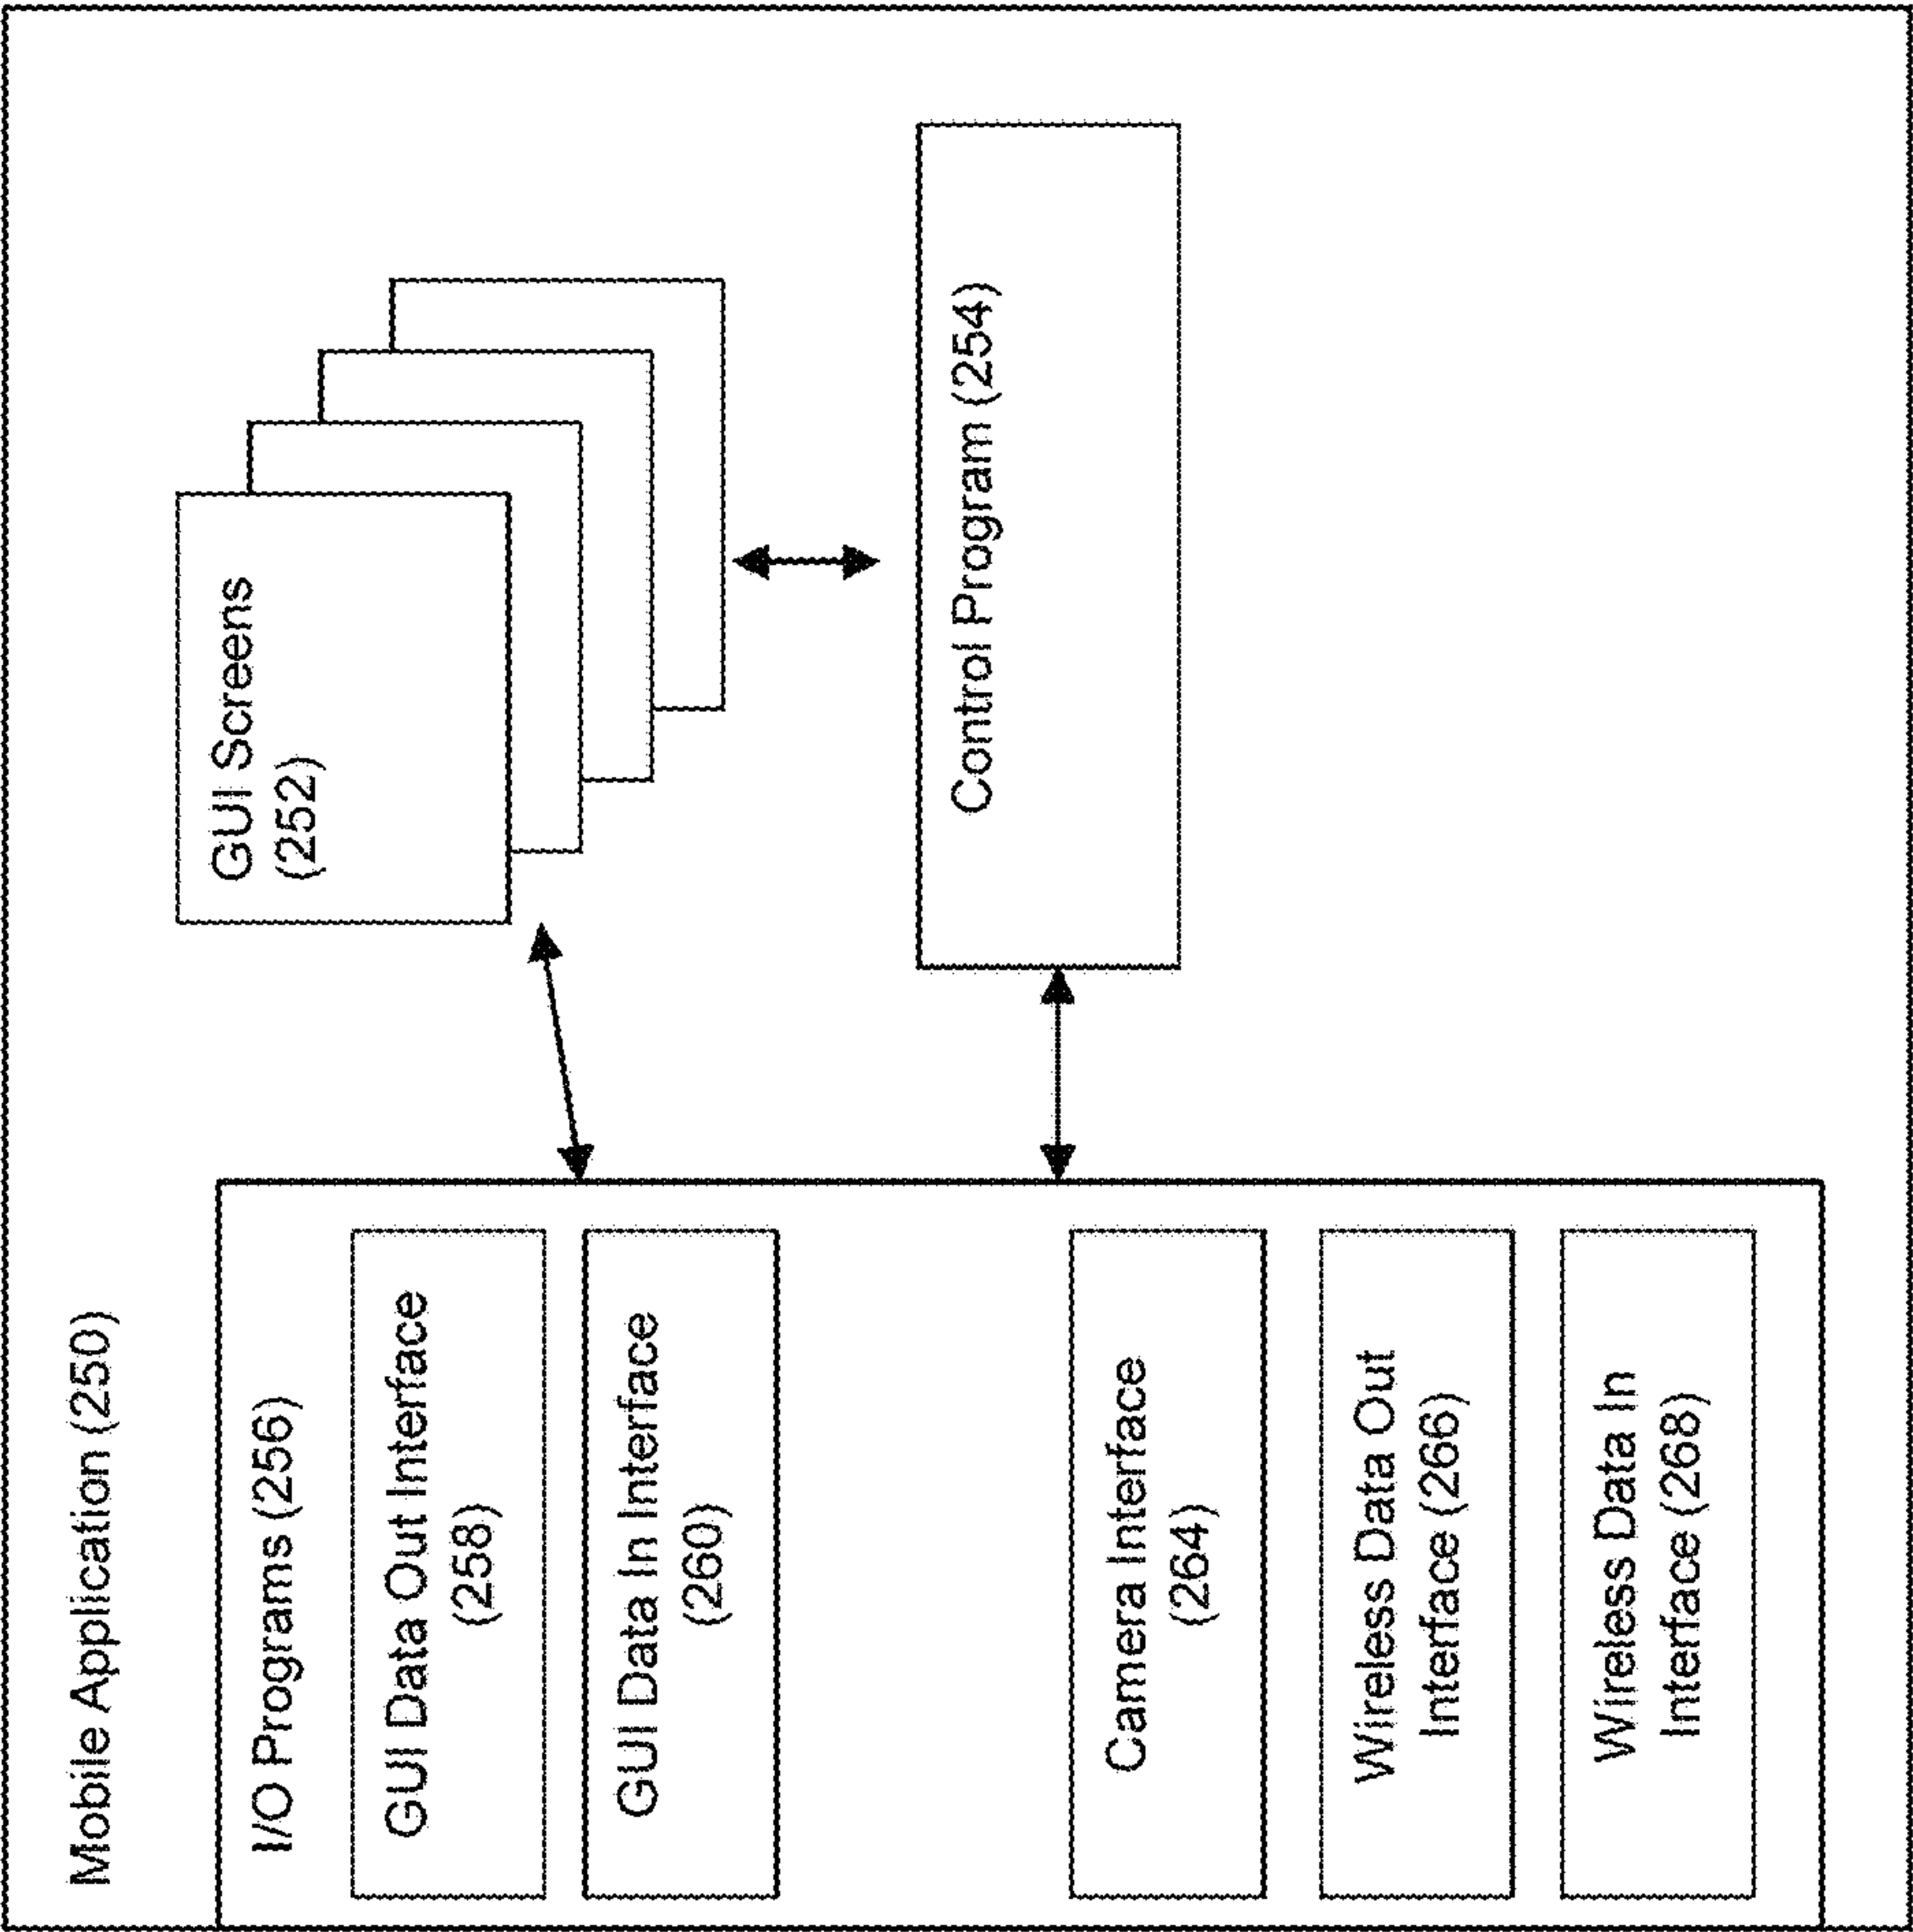 Mobile Application (250)
I/O Programs (256)
GUI Data Out Interface
(258)
GUI Data In Interface
(260)
Camera Interface
(264)
Wireless Data Out
Interface (266)
Wireless Data In
Interface (268)
GUI Screens
(252)
Control Program (254)